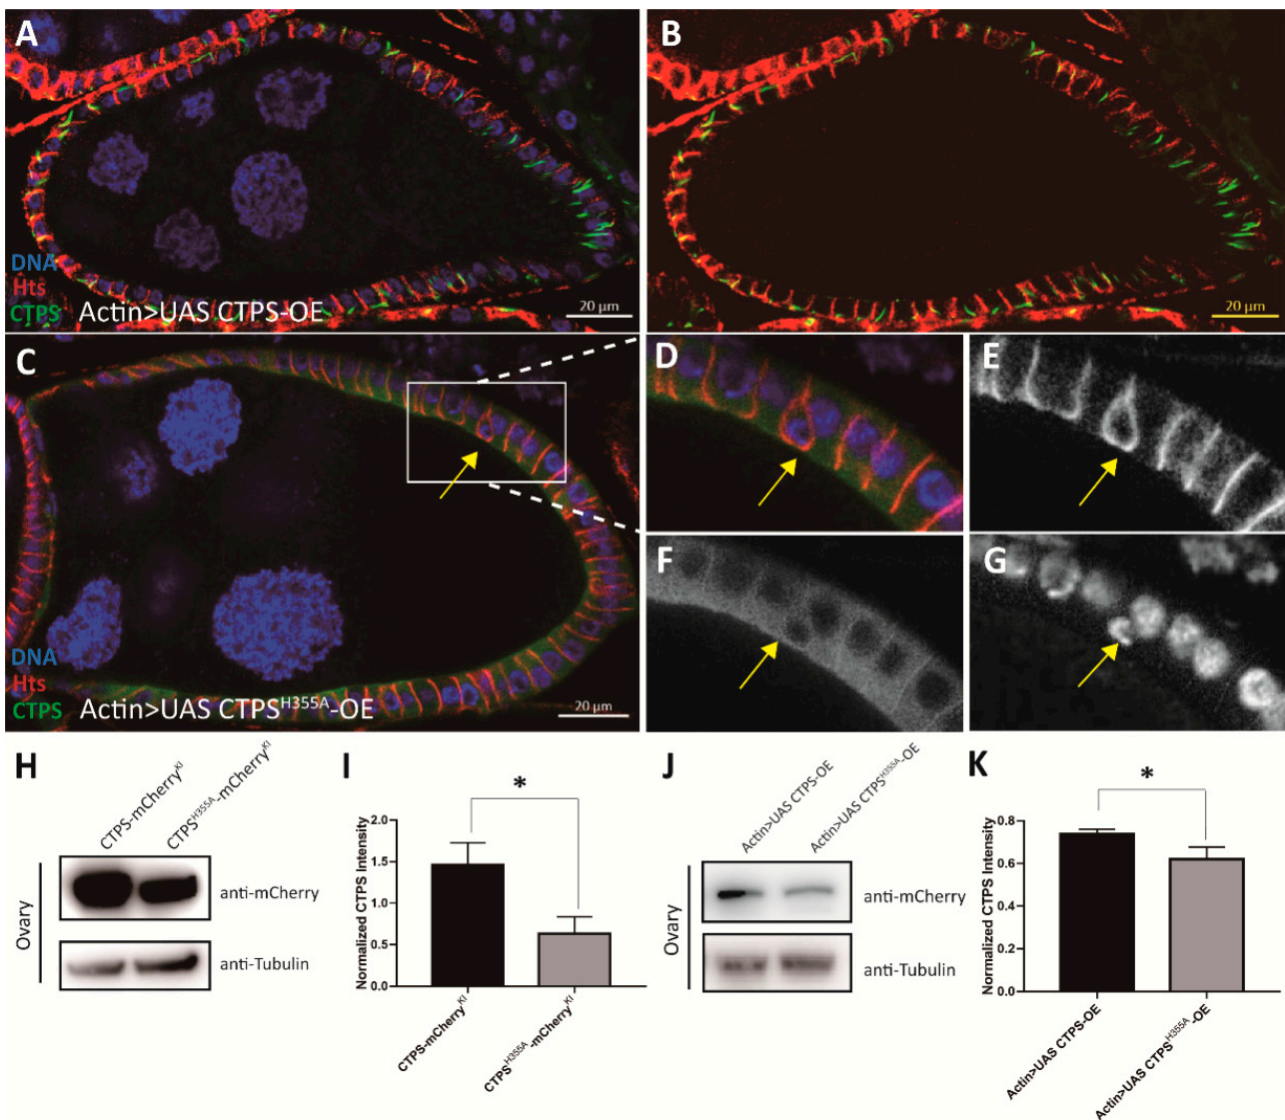 A
DNA
Hts
CTPS Actin>UAS CTPS-OE
20 µm
B
20 µm
C
DNA
Hts
CTPS Actin>UAS CTPS^H355A-OE
20 µm
D
E
F
G
H
CTPS-mCherry^KI
CTPS^H355A-mCherry^KI
Ovary
anti-mCherry
anti-Tubulin
I
*
Normalized CTPS Intensity
2.0
1.5
1.0
0.5
0.0
CTPS-mCherry^KI
CTPS^H355A-mCherry^KI
J
Actin>UAS CTPS-OE
Actin>UAS CTPS^H355A-OE
Ovary
anti-mCherry
anti-Tubulin
K
*
Normalized CTPS Intensity
0.8
0.6
0.4
0.2
0.0
Actin>UAS CTPS-OE
Actin>UAS CTPS^H355A-OE